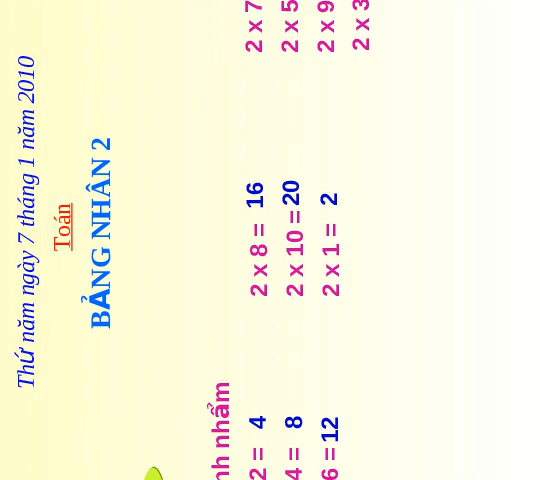 Thứ năm ngày 7 tháng 1 năm 2010
Toán
BẢNG NHÂN 2
nh nhẩm
2 = 4
2 x 8 = 16
2 x 7
4 = 8
2 x 10 = 20
2 x 5
6 = 12
2 x 1 = 2
2 x 9
2 x 3